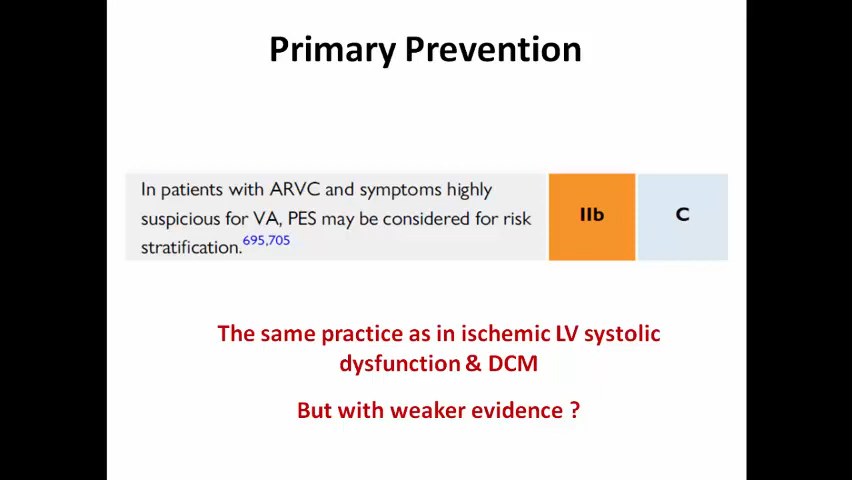 Primary Prevention
In patients with ARVC and symptoms highly
suspicious for VA, PES may be considered for risk
stratification.695,705
IIb
C
The same practice as in ischemic LV systolic
dysfunction & DCM
But with weaker evidence ?